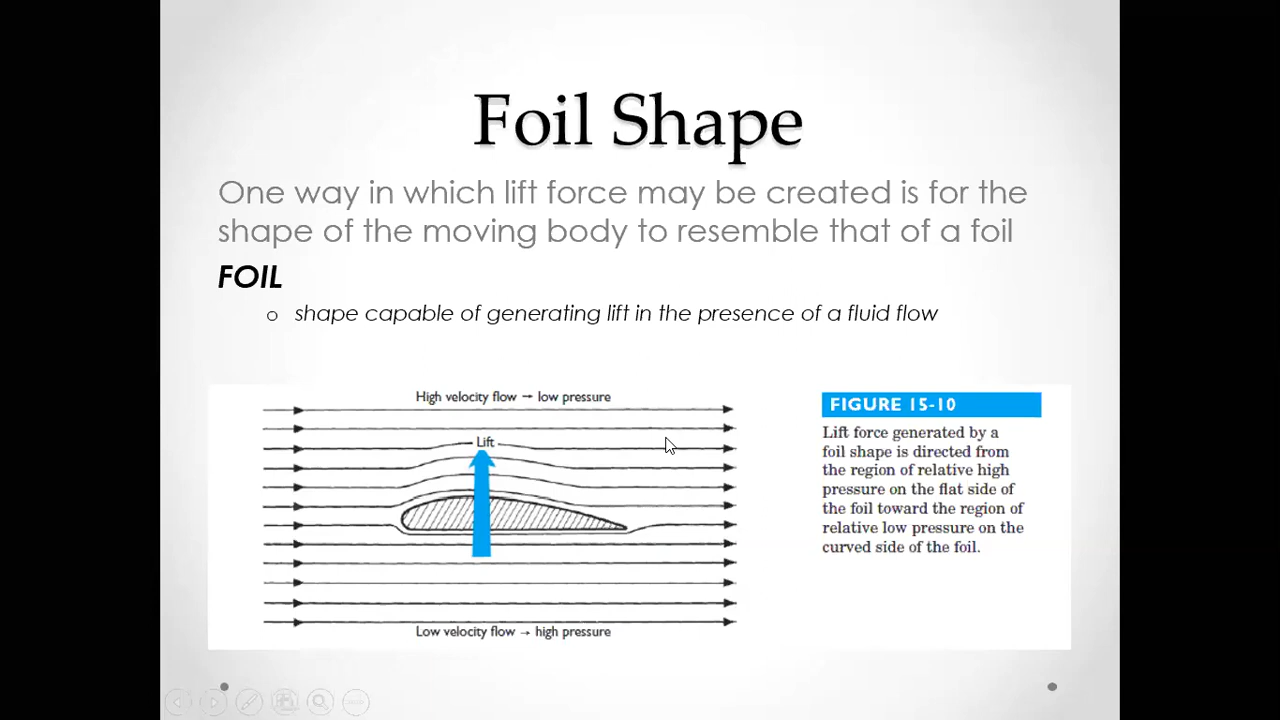 Foil Shape
One way in which lift force may be created is for the
shape of the moving body to resemble that of a foil
FOIL
o shape capable of generating lift in the presence of a fluid flow
High velocity flow → low pressure
Lift
Low velocity flow → high pressure
FIGURE 15-10
Lift force generated by a
foil shape is directed from
the region of relative high
pressure on the flat side of
the foil toward the region of
relative low pressure on the
curved side of the foil.